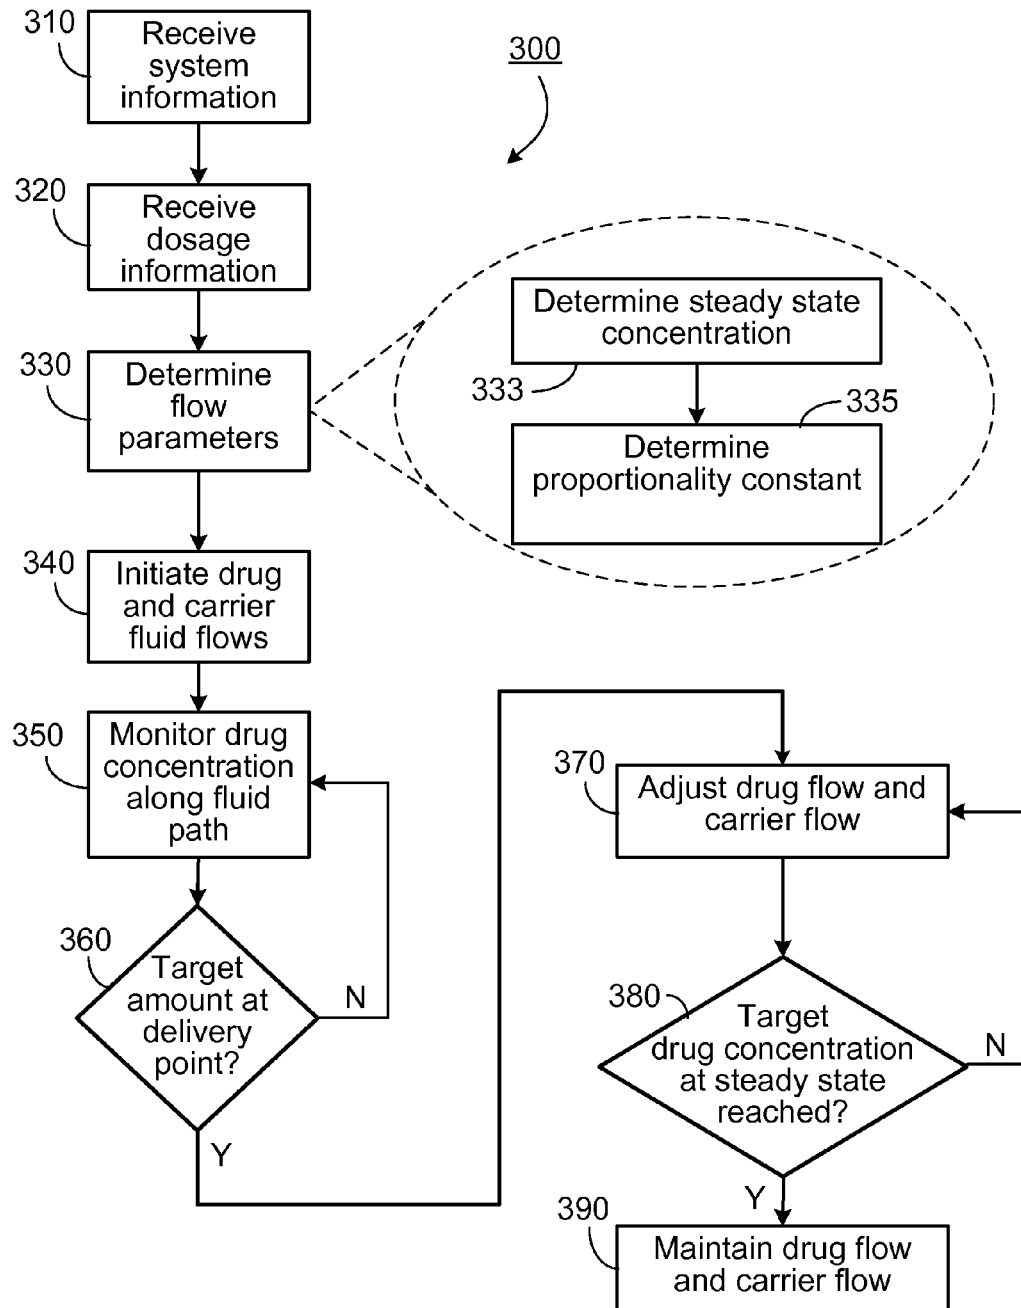 310
Receive
system
information
300
320
Receive
dosage
information
330
Determine
flow
parameters
Determine steady state
concentration
333
335
Determine
proportionality constant
340
Initiate drug
and carrier
fluid flows
350
Monitor drug
concentration
along fluid
path
360
Target
amount at
delivery
point?
N
Y
370
Adjust drug flow and
carrier flow
380
Target
drug concentration
at steady state
reached?
N
Y
390
Maintain drug flow
and carrier flow